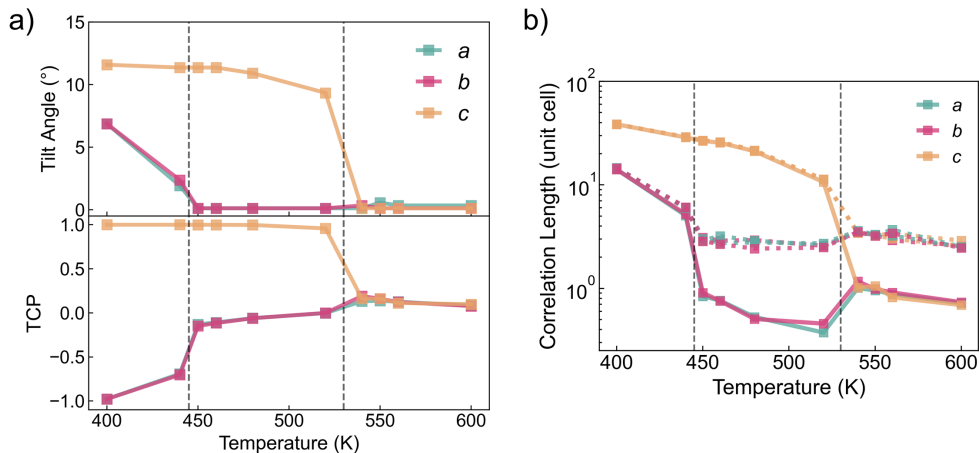 a)
15
10
5
0
Tilt Angle (°)
a
b
c
1.0
0.5
0.0
−0.5
−1.0
TCP
400
450
500
550
600
Temperature (K)
b)
10²
10¹
10⁰
Correlation Length (unit cell)
a
b
c
400
450
500
550
600
Temperature (K)